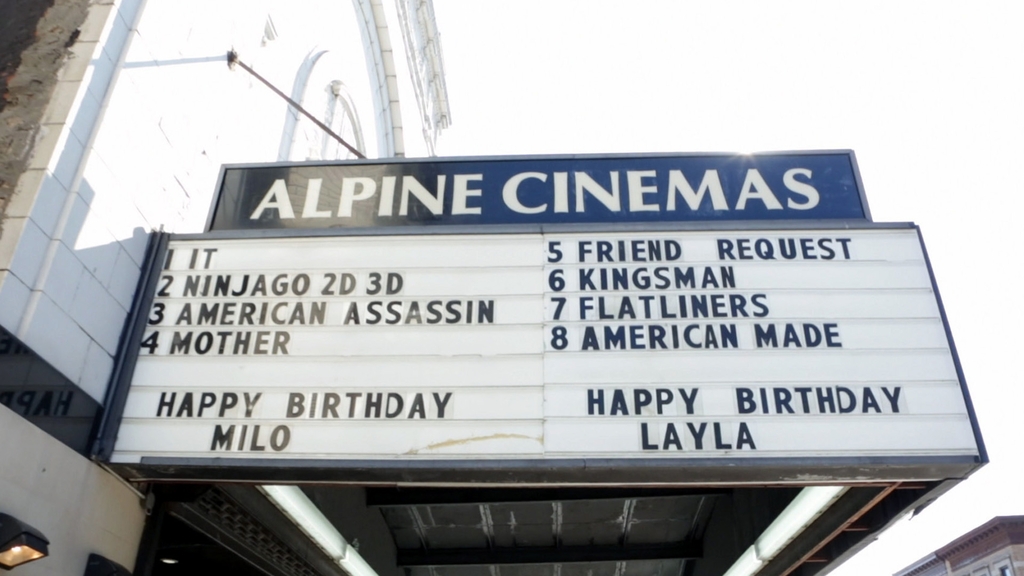 ALPINE CINEMAS
1 IT
2 NINJAGO 2D 3D
3 AMERICAN ASSASSIN
4 MOTHER
HAPPY BIRTHDAY
MILO
5 FRIEND REQUEST
6 KINGSMAN
7 FLATLINERS
8 AMERICAN MADE
HAPPY BIRTHDAY
LAYLA